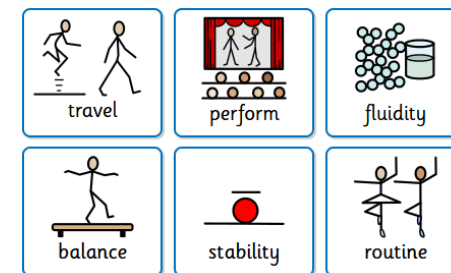 travel
perform
fluidity
balance
stability
routine